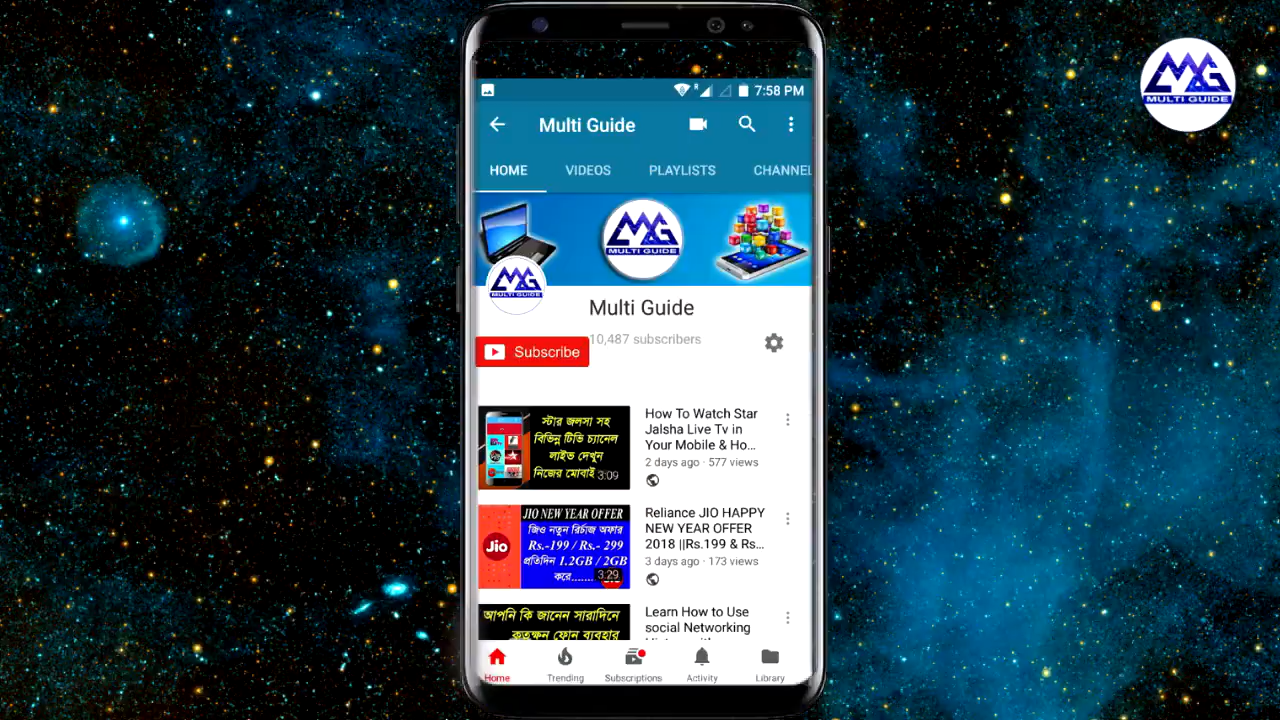 7:58 PM
MULTI GUIDE
Multi Guide
HOME VIDEOS PLAYLISTS CHANNEL
MULTI GUIDE
MULTI GUIDE
Multi Guide
10,487 subscribers
Subscribe
স্টার জলসা সহ
বিভিন্ন টিভি চ্যানেল
লাইভ দেখুন
নিজের মোবাই
3:09
How To Watch Star
Jalsha Live Tv in
Your Mobile & Ho...
2 days ago · 577 views
JIO NEW YEAR OFFER
জিও নতুন রিচার্জ অফার
Rs.-199 / Rs.- 299
প্রতিদিন 1.2GB / 2GB
করে.......
Jio
3:29
Reliance JIO HAPPY
NEW YEAR OFFER
2018 ||Rs.199 & Rs...
3 days ago · 173 views
আপনি কি জানেন সারাদিনে
কতক্ষন ফোন ব্যবহার
Learn How to Use
social Networking
Home Trending Subscriptions Activity Library